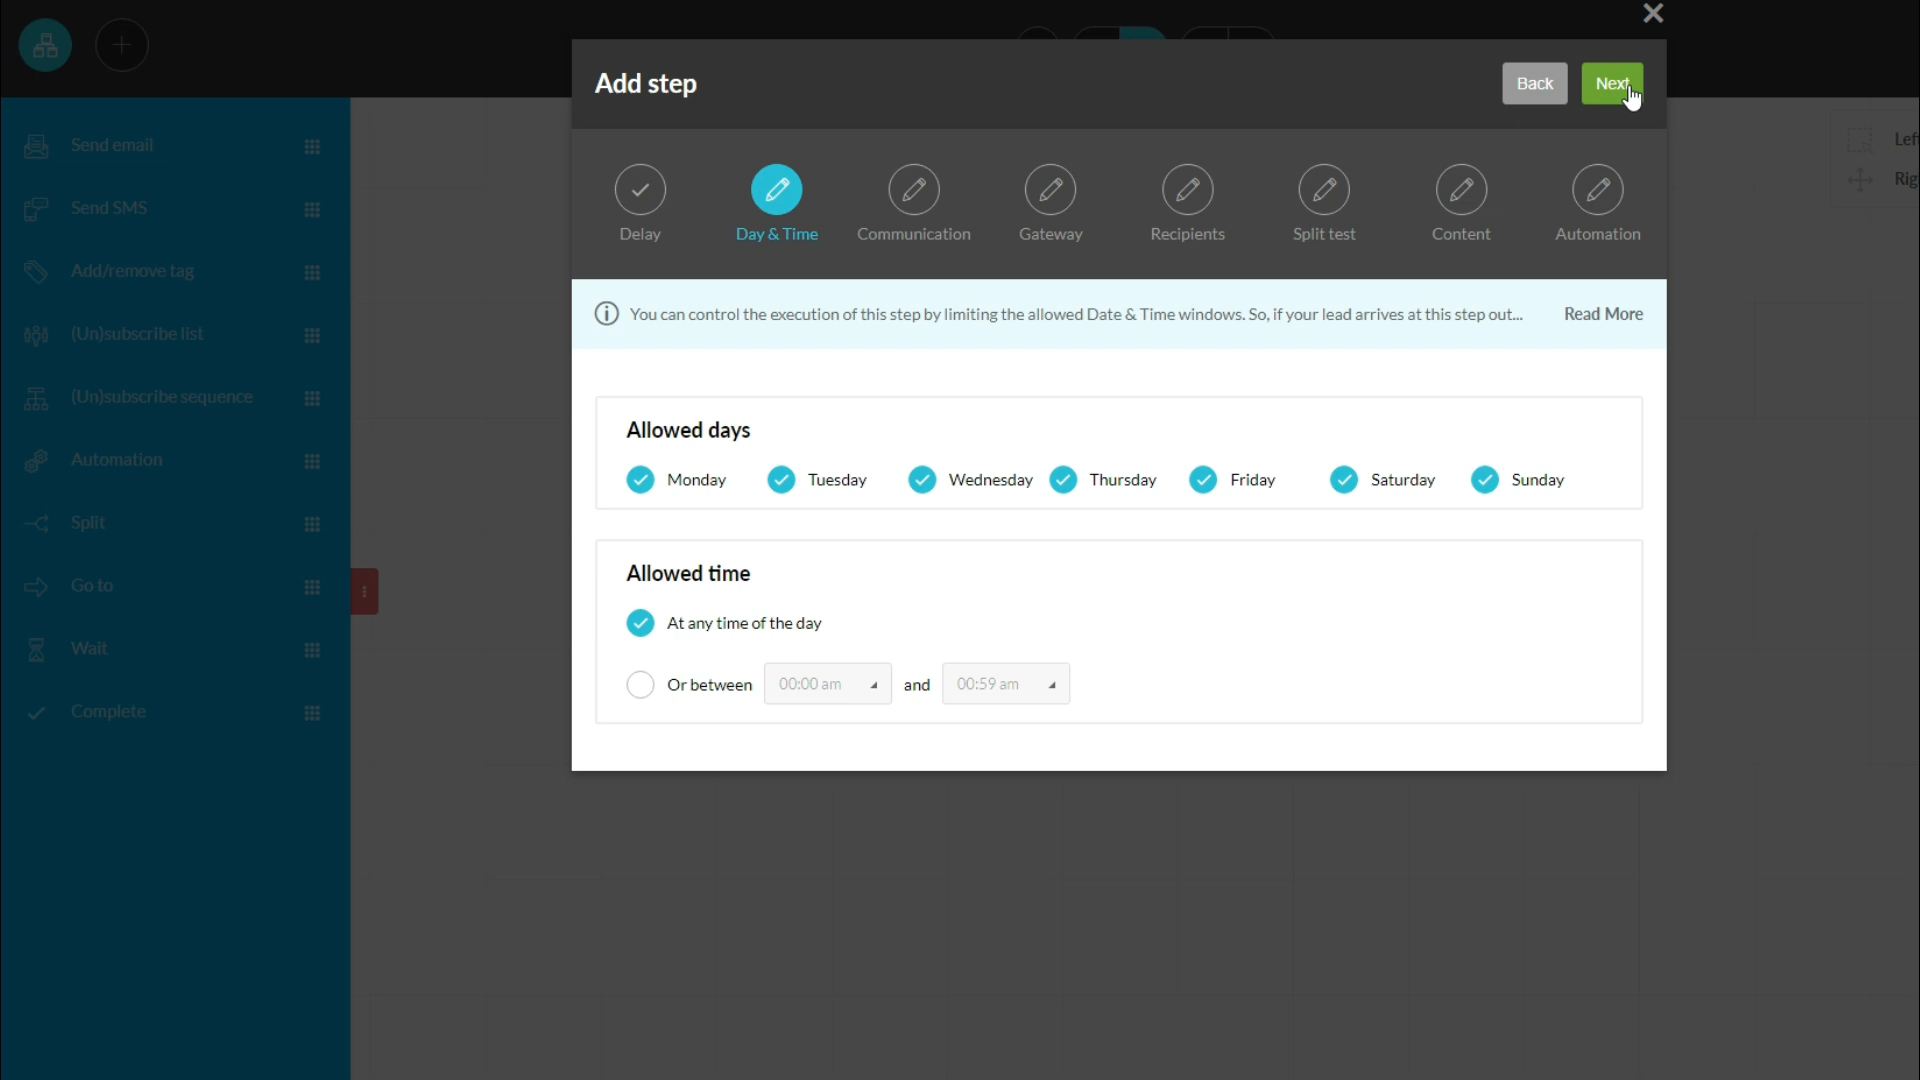 Add step
Back
Next
Send email
Send SMS
Add/remove tag
(Un)subscribe list
(Un)subscribe sequence
Automation
Split
Go to
Wait
Complete
Delay
Day & Time
Communication
Gateway
Recipients
Split test
Content
Automation
You can control the execution of this step by limiting the allowed Date & Time windows. So, if your lead arrives at this step out...
Read More
Allowed days
Monday Tuesday Wednesday Thursday Friday Saturday Sunday
Allowed time
At any time of the day
Or between 00:00 am and 00:59 am